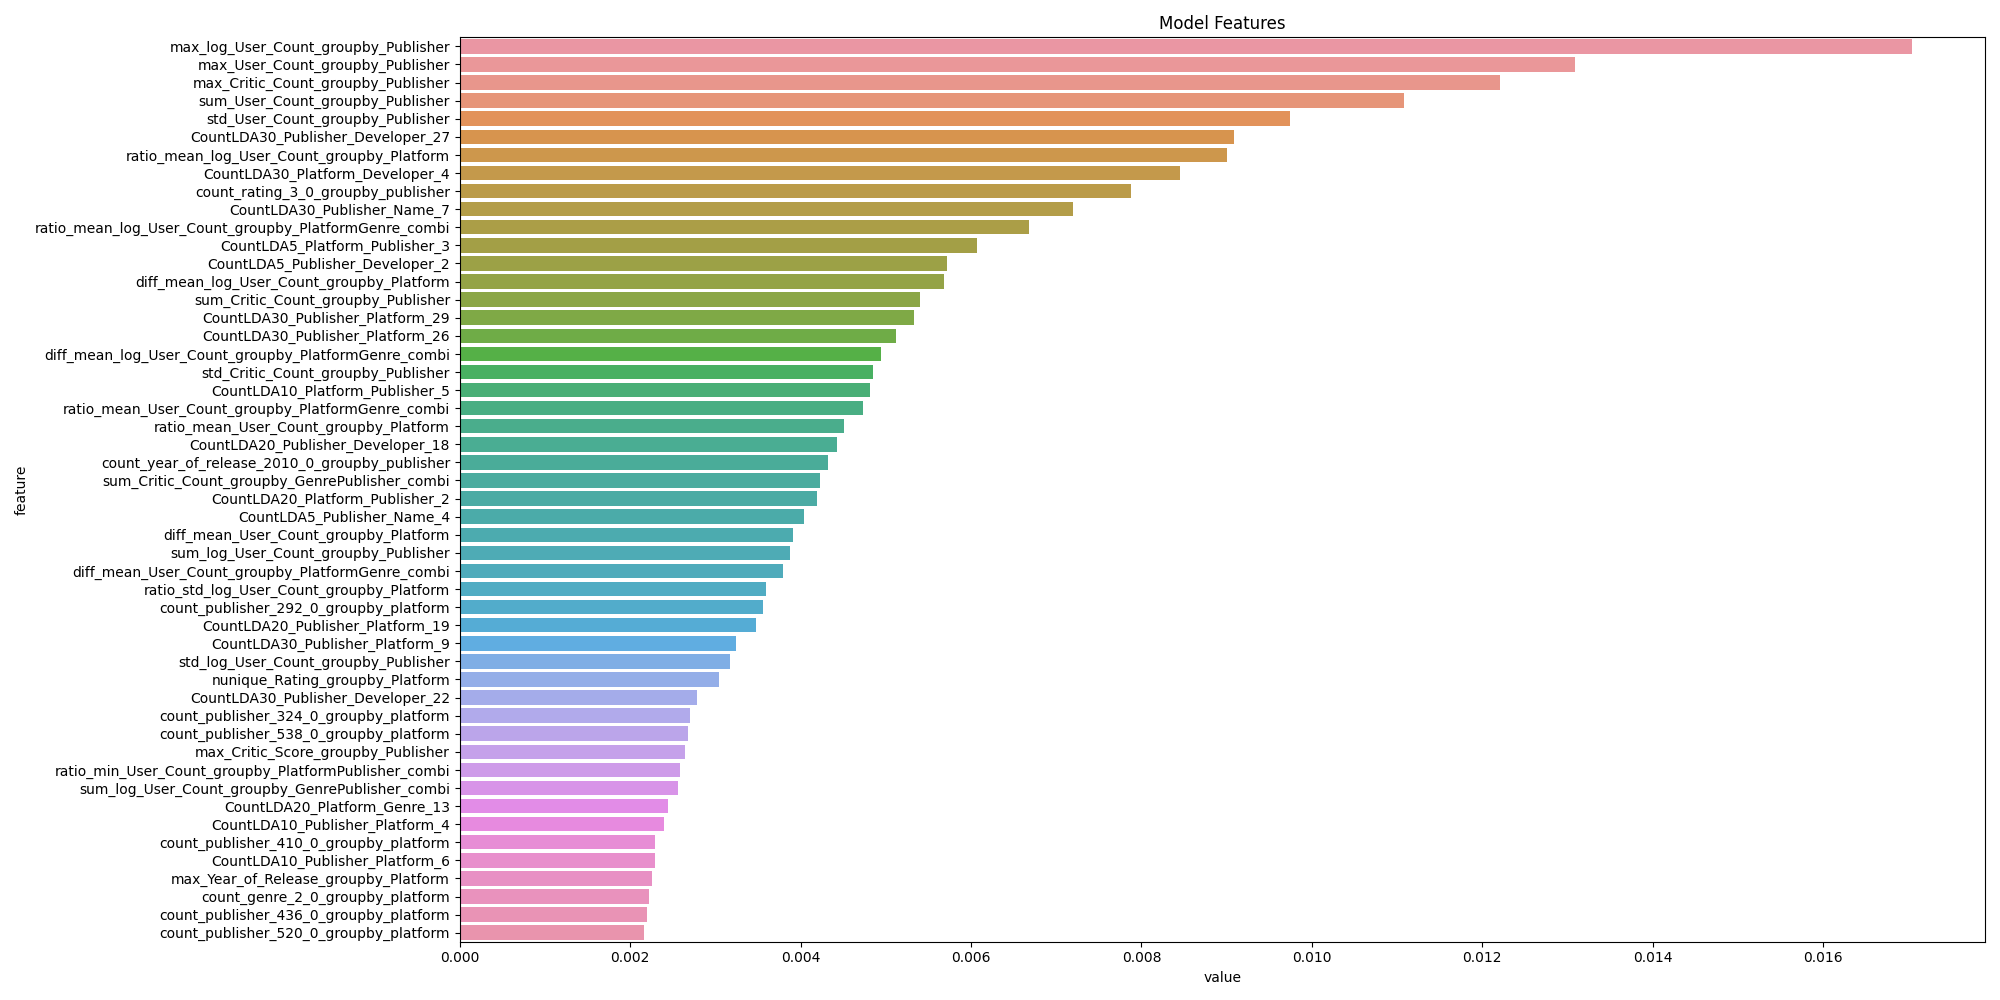 Model Features
max_log_User_Count_groupby_Publisher
max_User_Count_groupby_Publisher
max_Critic_Count_groupby_Publisher
sum_User_Count_groupby_Publisher
std_User_Count_groupby_Publisher
CountLDA30_Publisher_Developer_27
ratio_mean_log_User_Count_groupby_Platform
CountLDA30_Platform_Developer_4
count_rating_3_0_groupby_publisher
CountLDA30_Publisher_Name_7
ratio_mean_log_User_Count_groupby_PlatformGenre_combi
CountLDA5_Platform_Publisher_3
CountLDA5_Publisher_Developer_2
diff_mean_log_User_Count_groupby_Platform
sum_Critic_Count_groupby_Publisher
CountLDA30_Publisher_Platform_29
CountLDA30_Publisher_Platform_26
diff_mean_log_User_Count_groupby_PlatformGenre_combi
std_Critic_Count_groupby_Publisher
CountLDA10_Platform_Publisher_5
ratio_mean_User_Count_groupby_PlatformGenre_combi
ratio_mean_User_Count_groupby_Platform
CountLDA20_Publisher_Developer_18
count_year_of_release_2010_0_groupby_publisher
sum_Critic_Count_groupby_GenrePublisher_combi
CountLDA20_Platform_Publisher_2
CountLDA5_Publisher_Name_4
diff_mean_User_Count_groupby_Platform
sum_log_User_Count_groupby_Publisher
diff_mean_User_Count_groupby_PlatformGenre_combi
ratio_std_log_User_Count_groupby_Platform
count_publisher_292_0_groupby_platform
CountLDA20_Publisher_Platform_19
CountLDA30_Publisher_Platform_9
std_log_User_Count_groupby_Publisher
nunique_Rating_groupby_Platform
CountLDA30_Publisher_Developer_22
count_publisher_324_0_groupby_platform
count_publisher_538_0_groupby_platform
max_Critic_Score_groupby_Publisher
ratio_min_User_Count_groupby_PlatformPublisher_combi
sum_log_User_Count_groupby_GenrePublisher_combi
CountLDA20_Platform_Genre_13
CountLDA10_Publisher_Platform_4
count_publisher_410_0_groupby_platform
CountLDA10_Publisher_Platform_6
max_Year_of_Release_groupby_Platform
count_genre_2_0_groupby_platform
count_publisher_436_0_groupby_platform
count_publisher_520_0_groupby_platform
feature
0.000 0.002 0.004 0.006 0.008 0.010 0.012 0.014 0.016
value